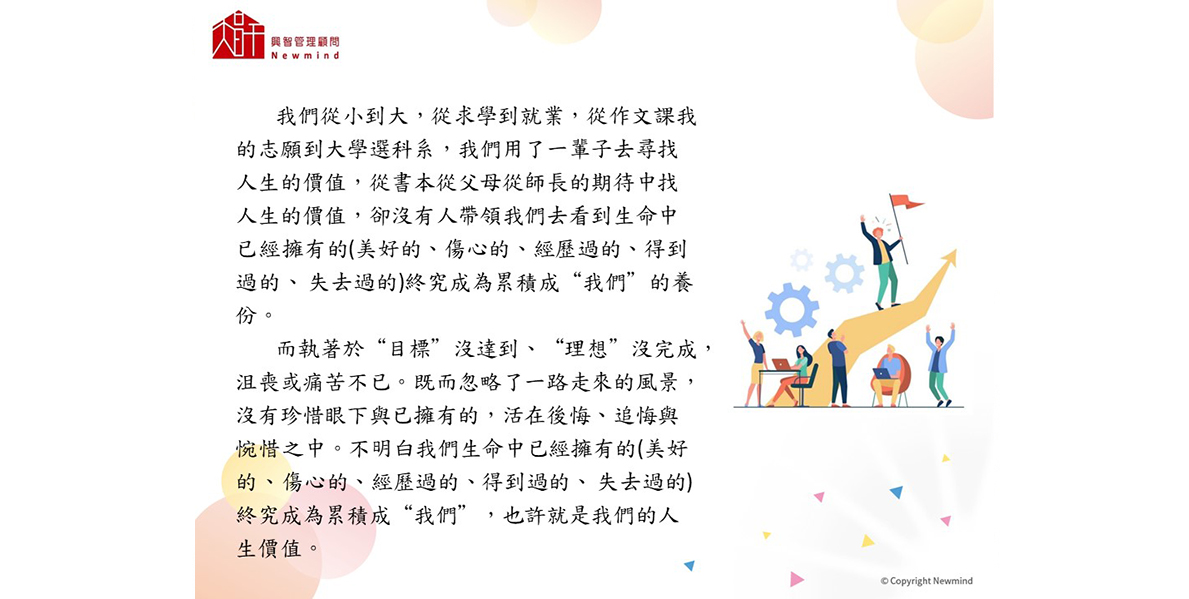 興智管理顧問
Newmind
我們從小到大，從求學到就業，從作文課我
的志願到大學選科系，我們用了一輩子去尋找
人生的價值，從書本從父母從師長的期待中找
人生的價值，卻沒有人帶領我們去看到生命中
已經擁有的(美好的、傷心的、經歷過的、得到
過的、 失去過的)終究成為累積成“我們”的養
份。
而執著於“目標”沒達到、“理想”沒完成，
沮喪或痛苦不已。既而忽略了一路走來的風景，
沒有珍惜眼下與已擁有的，活在後悔、追悔與
惋惜之中。不明白我們生命中已經擁有的(美好
的、傷心的、經歷過的、得到過的、 失去過的)
終究成為累積成“我們”，也許就是我們的人
生價值。
© Copyright Newmind